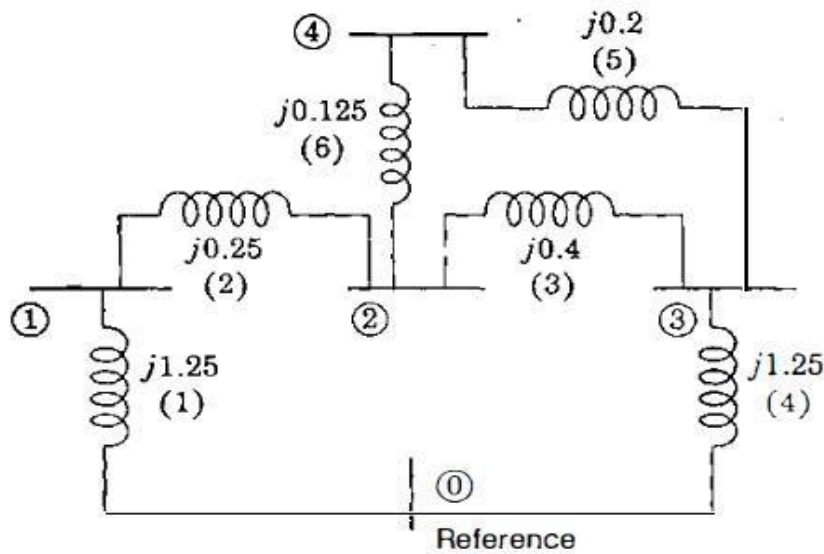 ④
j0.2
(5)
j0.125
(6)
j0.25
(2)
j0.4
(3)
①
②
③
j1.25
(1)
j1.25
(4)
⓪
Reference